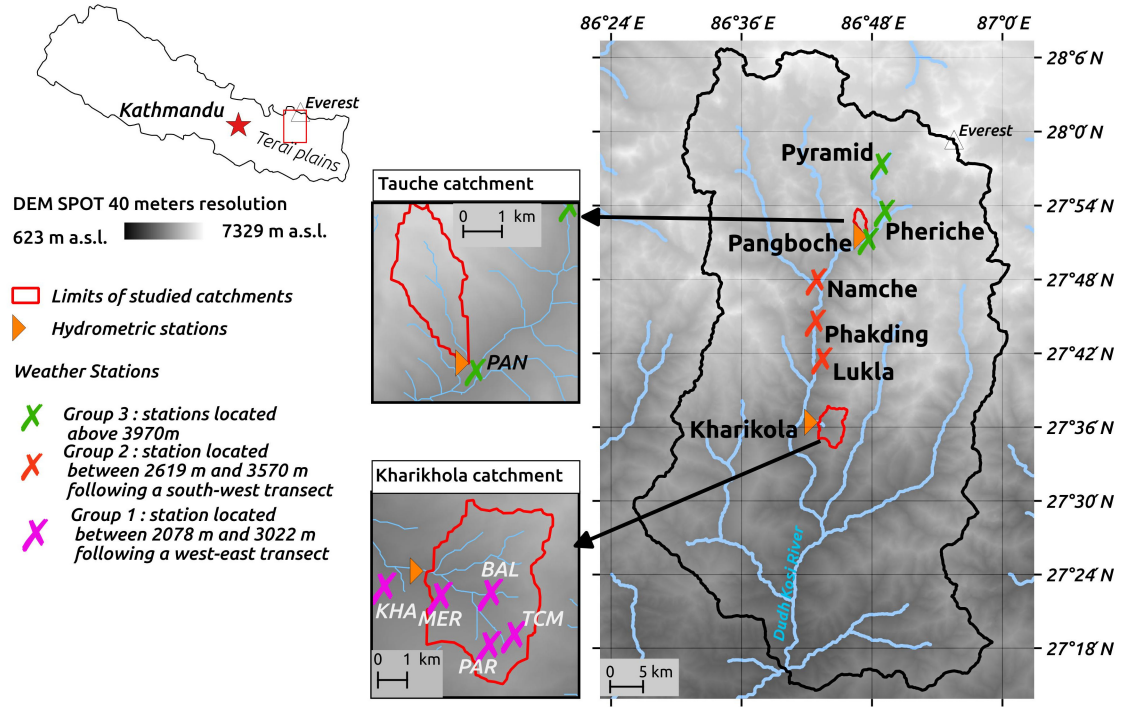 86°24' E
86°36' E
86°48' E
87°0' E
28°6' N
28°0' N
27°54' N
27°48' N
27°42' N
27°36' N
27°30' N
27°24' N
27°18' N
Kathmandu
Everest
Terai plains
DEM SPOT 40 meters resolution
623 m a.s.l.
7329 m a.s.l.
Limits of studied catchments
Hydrometric stations
Weather Stations
Group 3 : stations located
above 3970m
Group 2 : station located
between 2619 m and 3570 m
following a south-west transect
Group 1 : station located
between 2078 m and 3022 m
following a west-east transect
Tauche catchment
0 1 km
PAN
Kharikhola catchment
BAL
KHA
MER
TCM
PAR
0 1 km
Everest
Pyramid
Pheriche
Pangboche
Namche
Phakding
Lukla
Kharikola
Dudh Kosi River
0 5 km